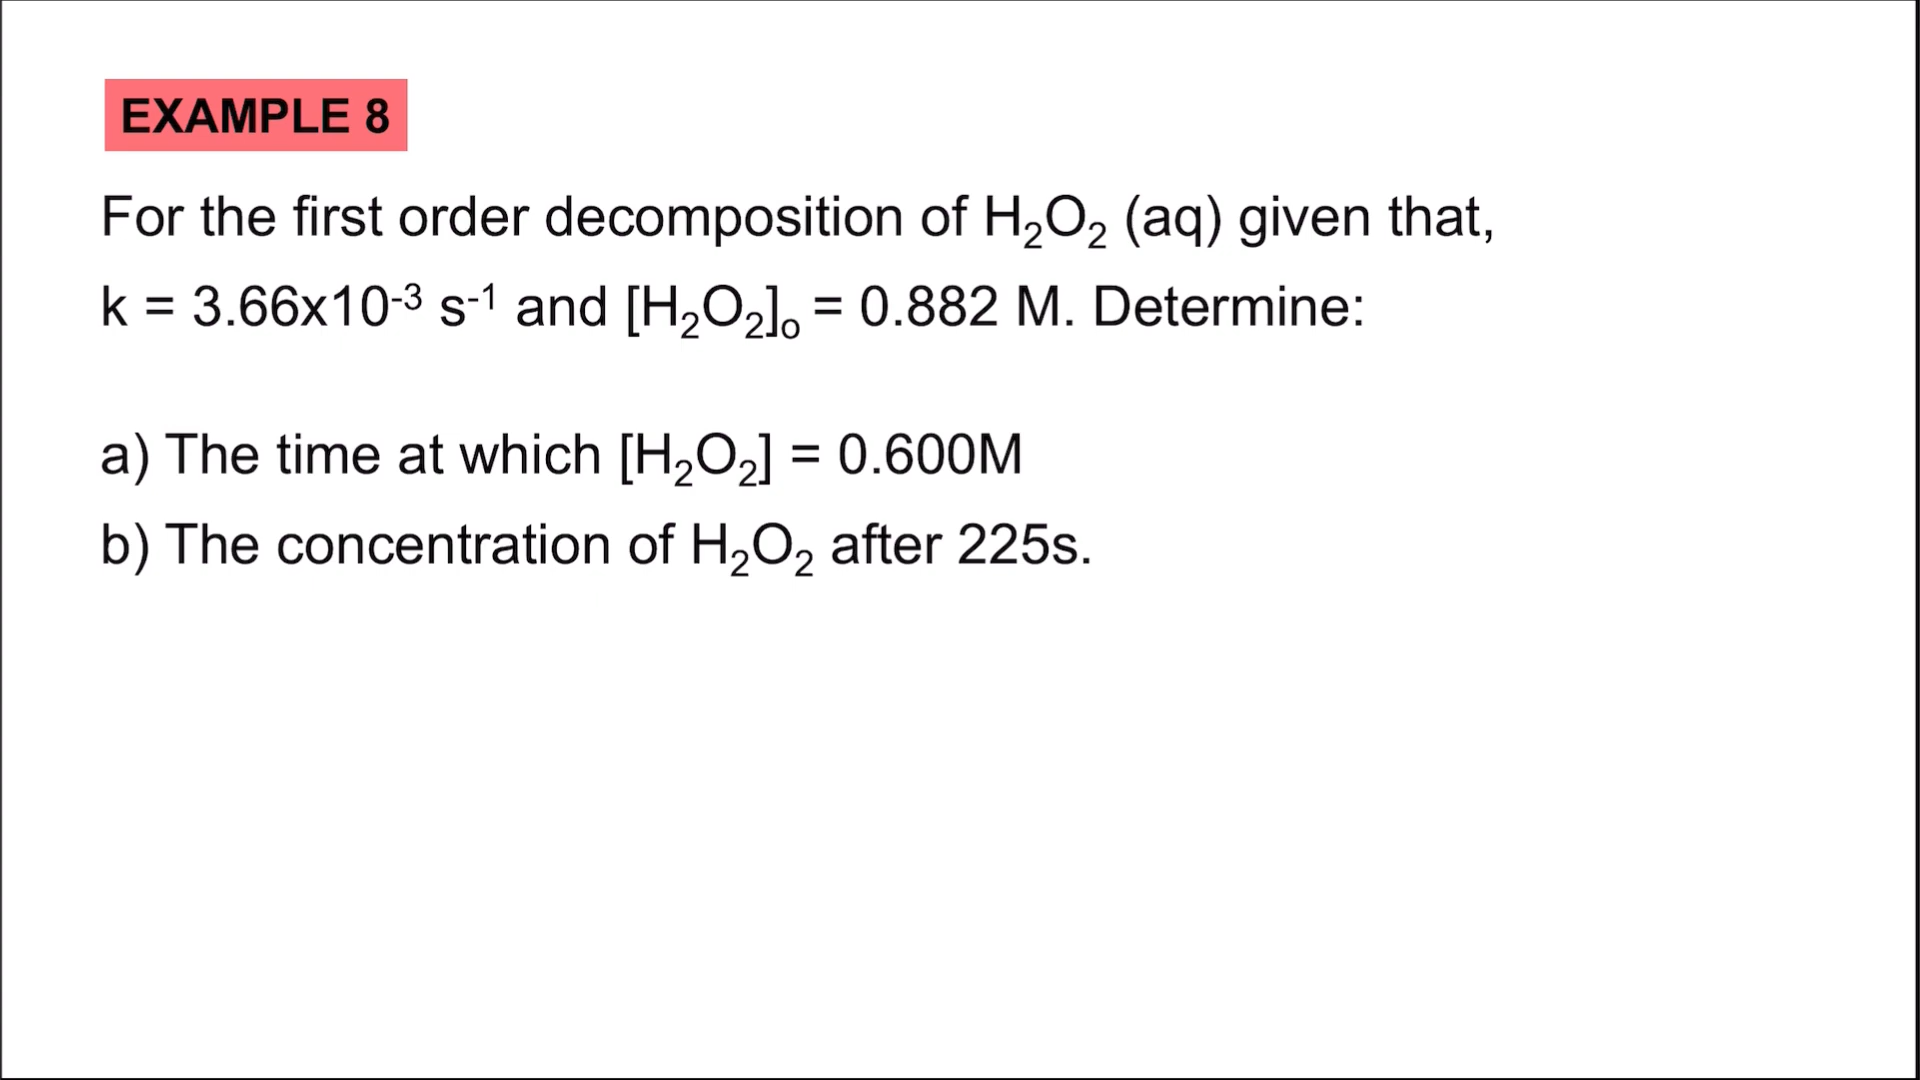 EXAMPLE 8
For the first order decomposition of H₂O₂ (aq) given that,
k = 3.66x10⁻³ s⁻¹ and [H₂O₂]ₒ = 0.882 M. Determine:
a) The time at which [H₂O₂] = 0.600M
b) The concentration of H₂O₂ after 225s.